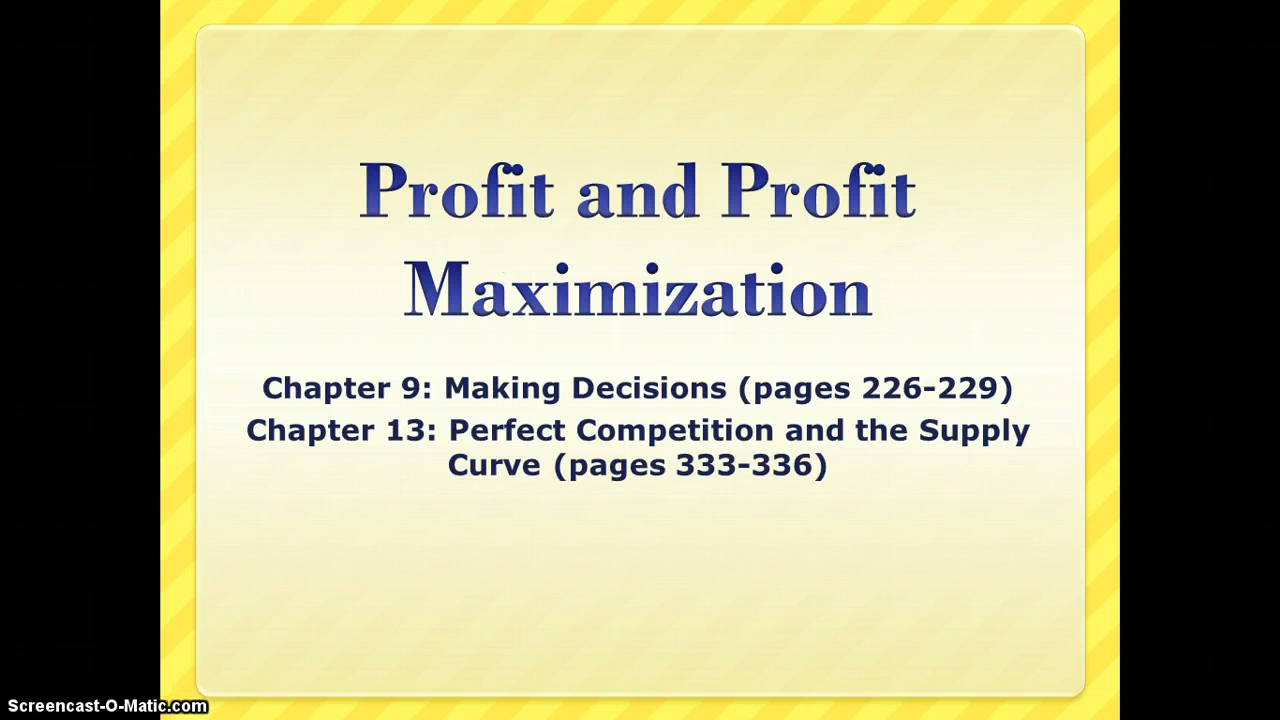 Profit and Profit
Maximization
Chapter 9: Making Decisions (pages 226-229)
Chapter 13: Perfect Competition and the Supply
Curve (pages 333-336)
Screencast-O-Matic.com